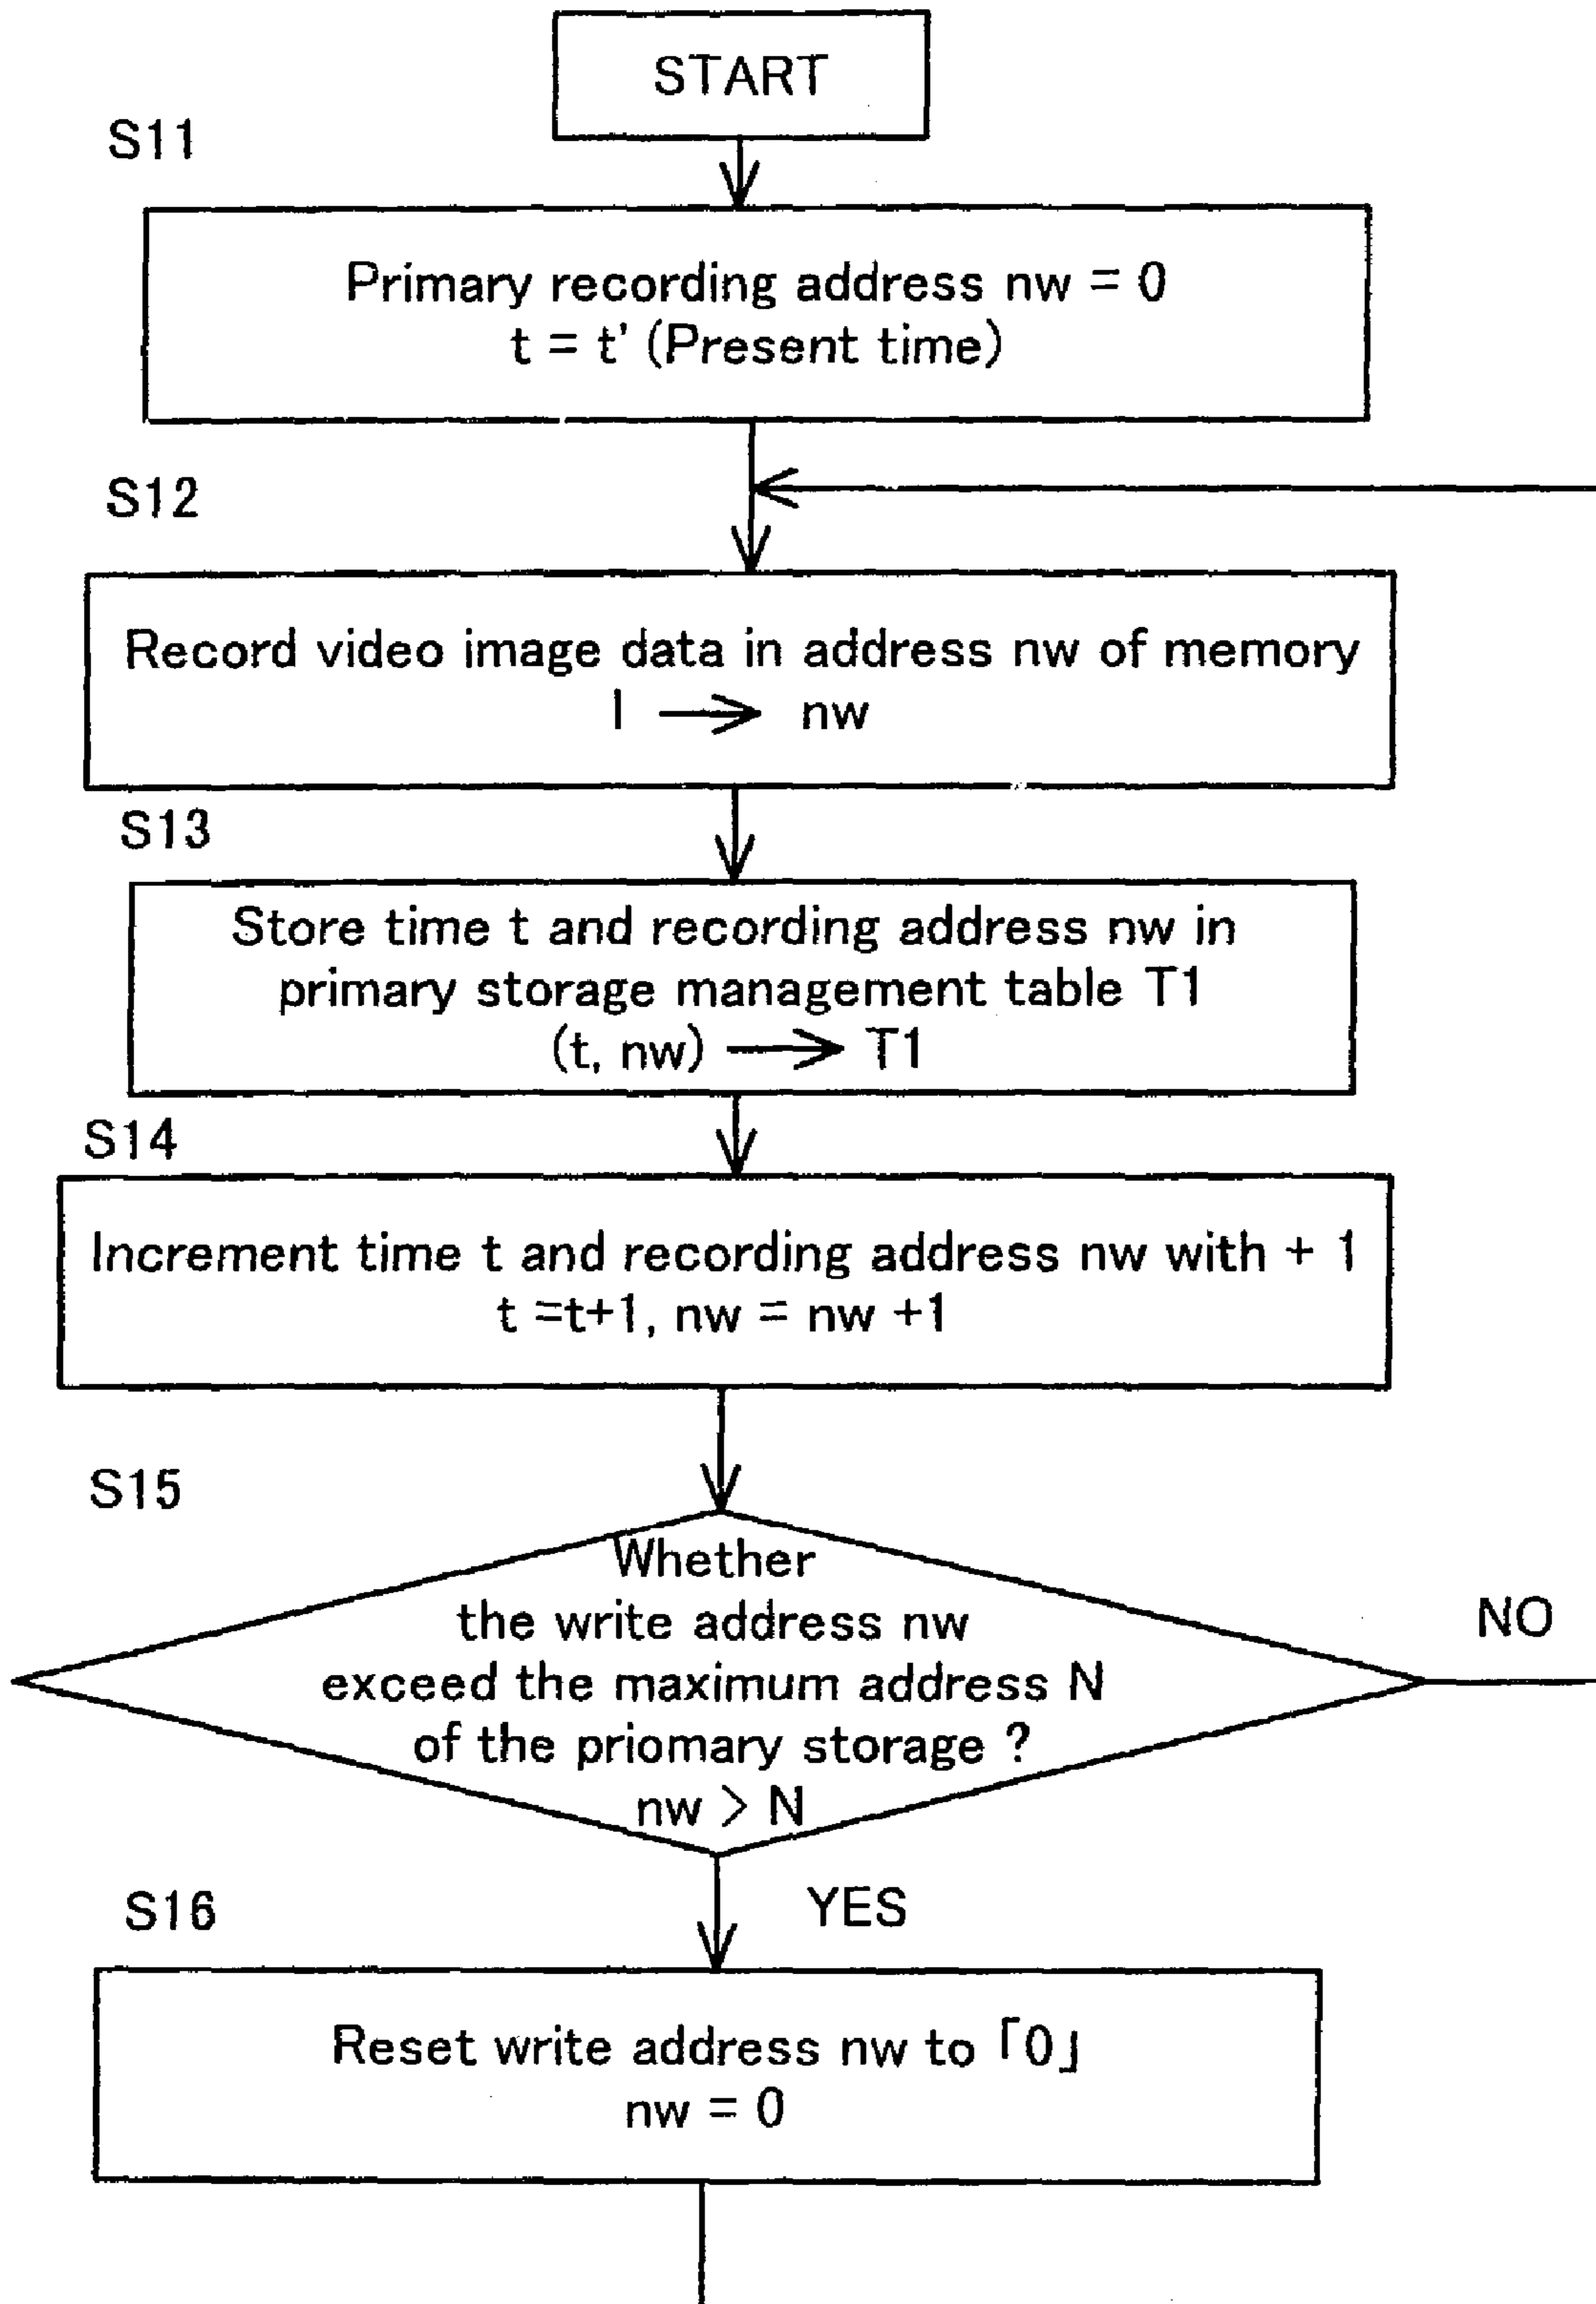 START
S11
Primary recording address nw = 0
t = t' (Present time)
S12
Record video image data in address nw of memory
I → nw
S13
Store time t and recording address nw in
primary storage management table T1
(t, nw) → T1
S14
Increment time t and recording address nw with + 1
t =t+1, nw = nw +1
S15
Whether
the write address nw
exceed the maximum address N
of the priomary storage ?
nw > N
NO
YES
S16
Reset write address nw to「0」
nw = 0